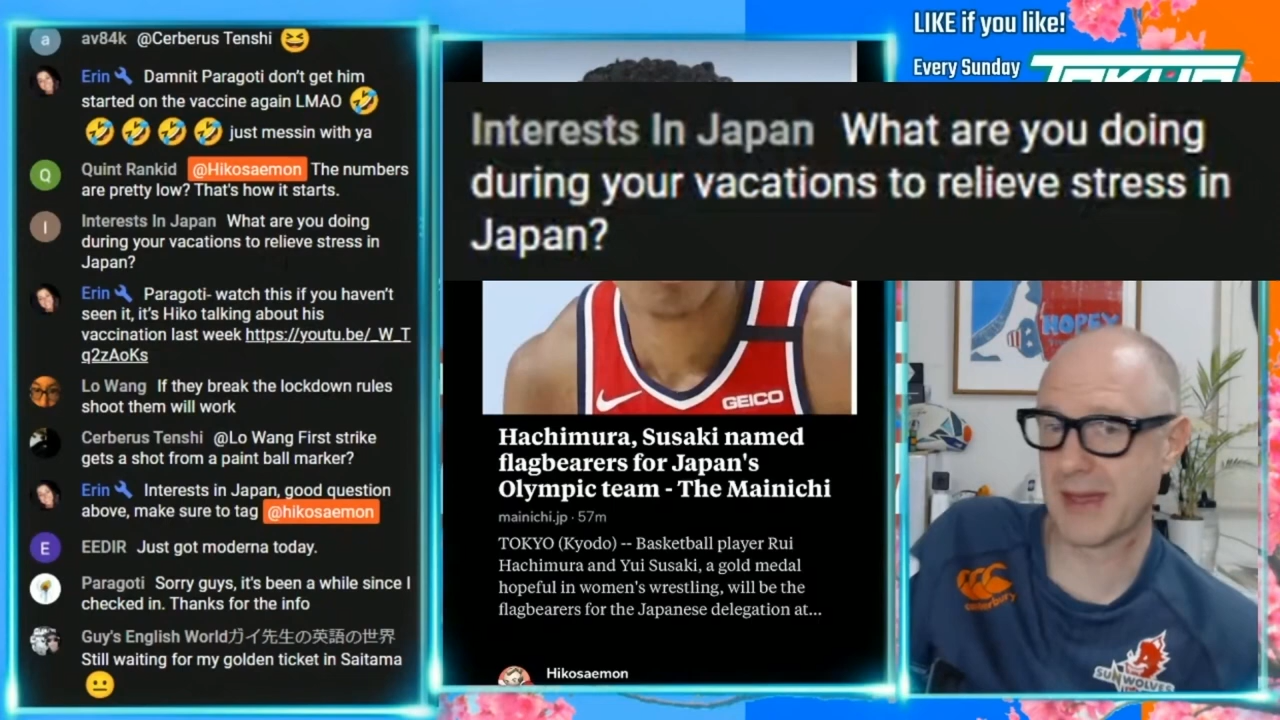 av84k @Cerberus Tenshi
Erin Damnit Paragoti don't get him
started on the vaccine again LMAO
just messin with ya
Quint Rankid @Hikosaemon The numbers
are pretty low? That's how it starts.
Interests In Japan What are you doing
during your vacations to relieve stress in
Japan?
Erin Paragoti- watch this if you haven't
seen it, it's Hiko talking about his
vaccination last week https://youtu.be/_W_T
q2zAoKs
Lo Wang If they break the lockdown rules
shoot them will work
Cerberus Tenshi @Lo Wang First strike
gets a shot from a paint ball marker?
Erin Interests in Japan, good question
above, make sure to tag @hikosaemon
EEDIR Just got moderna today.
Paragoti Sorry guys, it's been a while since I
checked in. Thanks for the info
Guy's English Worldガイ先生の英語の世界
Still waiting for my golden ticket in Saitama
LIKE if you like!
Every Sunday
TOKYO
Interests In Japan What are you doing
during your vacations to relieve stress in
Japan?
GEICO
Hachimura, Susaki named
flagbearers for Japan's
Olympic team - The Mainichi
mainichi.jp · 57m
TOKYO (Kyodo) -- Basketball player Rui
Hachimura and Yui Susaki, a gold medal
hopeful in women's wrestling, will be the
flagbearers for the Japanese delegation at...
Hikosaemon
canterbury
SUNWOLVES